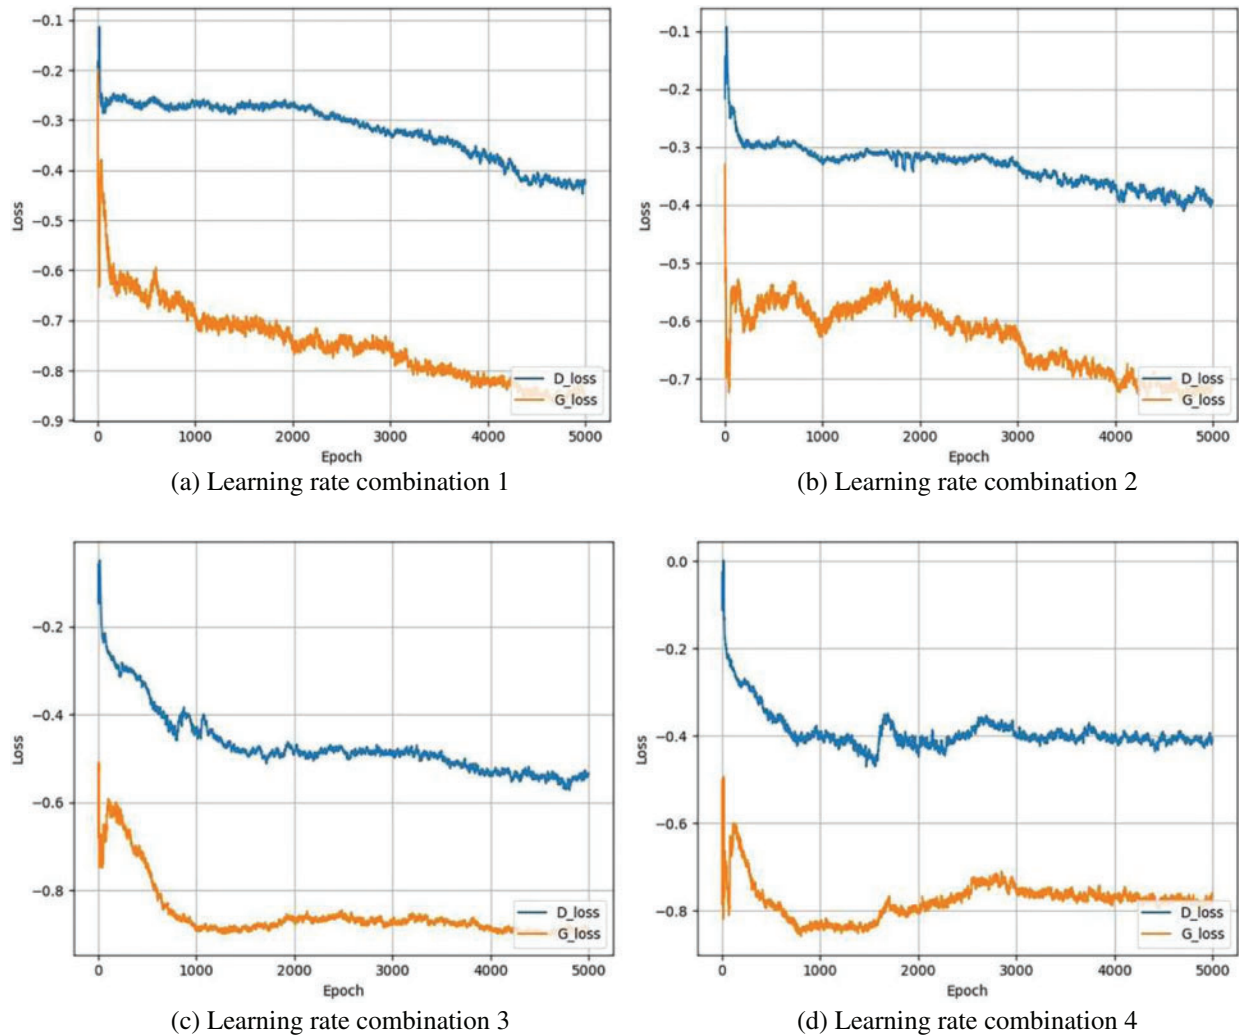 −0.1
−0.2
−0.3
−0.4
−0.5
−0.6
−0.7
−0.8
−0.9
Loss
0 1000 2000 3000 4000 5000
Epoch
D_loss
G_loss
(a) Learning rate combination 1
−0.1
−0.2
−0.3
−0.4
−0.5
−0.6
−0.7
Loss
0 1000 2000 3000 4000 5000
Epoch
D_loss
G_loss
(b) Learning rate combination 2
−0.2
−0.4
−0.6
−0.8
Loss
0 1000 2000 3000 4000 5000
Epoch
D_loss
G_loss
(c) Learning rate combination 3
0.0
−0.2
−0.4
−0.6
−0.8
Loss
0 1000 2000 3000 4000 5000
Epoch
D_loss
G_loss
(d) Learning rate combination 4